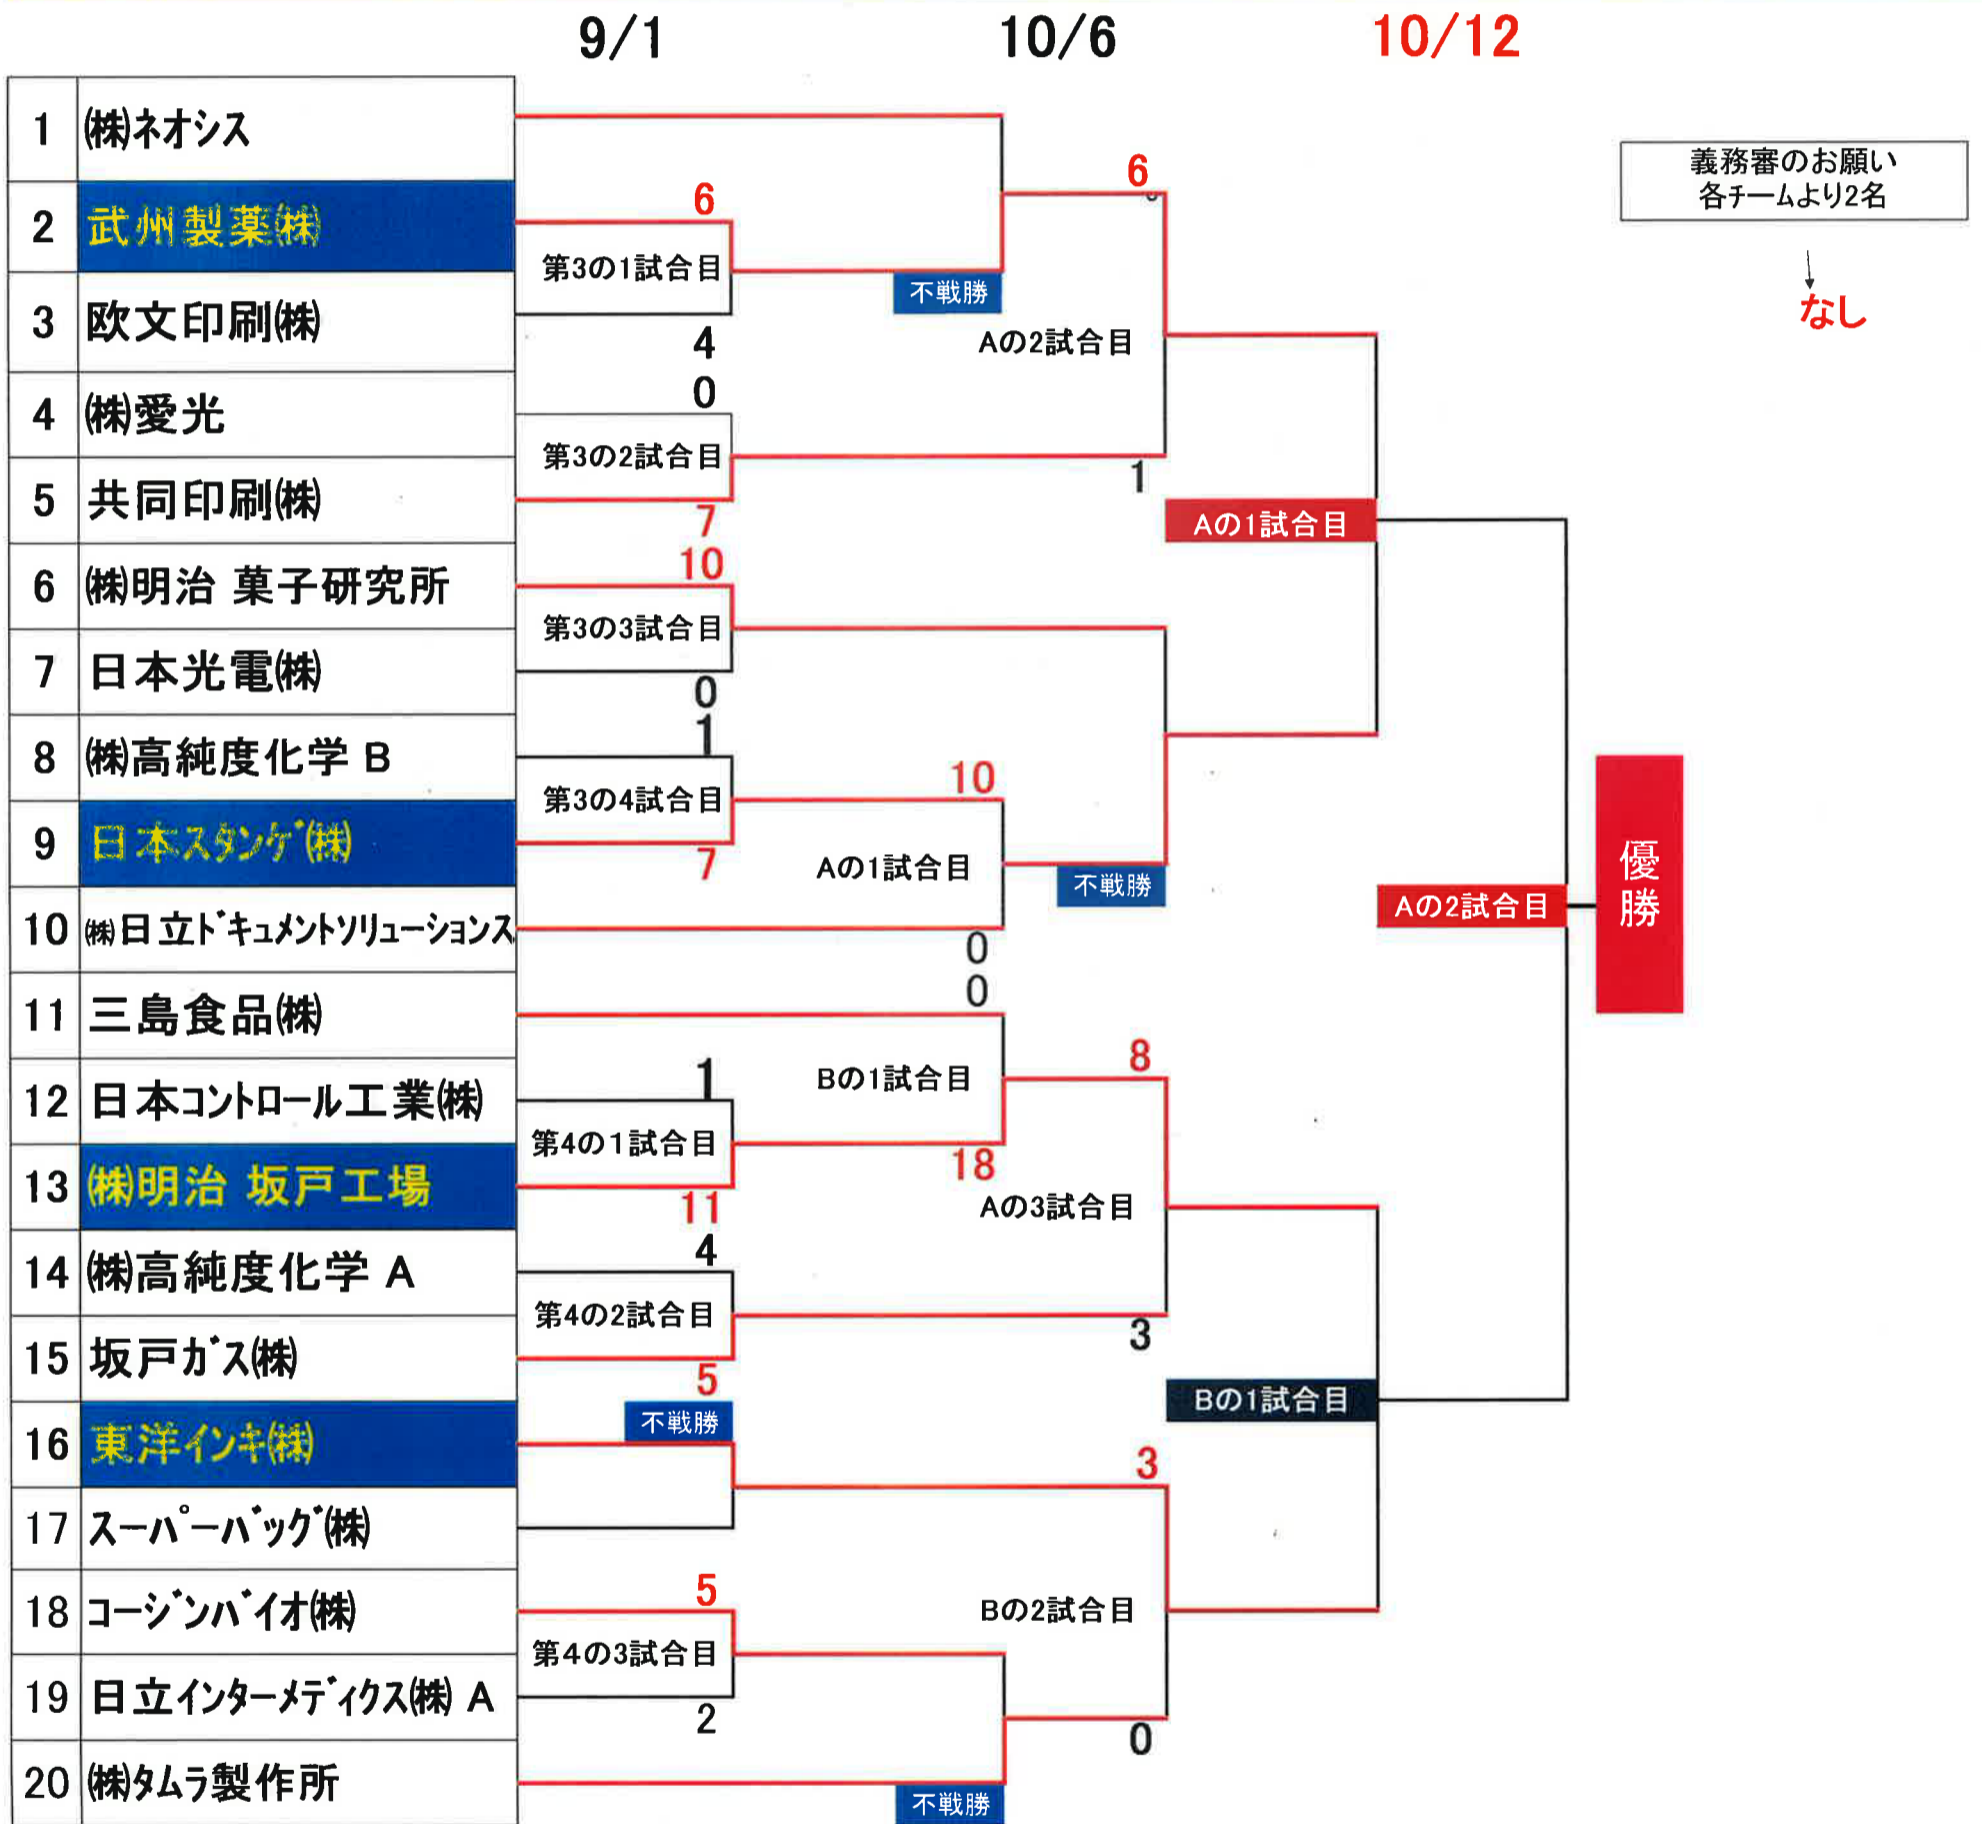 9/1 10/6 10/12
1 ㈱ネオシス
6
6
義務審のお願い
各チームより2名
2 武州製薬㈱
第3の1試合目
不戦勝
なし
3 欧文印刷㈱
4
Aの2試合目
0
4 ㈱愛光
第3の2試合目
1
5 共同印刷㈱
7
Aの1試合目
10
6 ㈱明治 菓子研究所
第3の3試合目
7 日本光電㈱
0
1
8 ㈱高純度化学 B
10
第3の4試合目
9 日本スタンゲ㈱
7
Aの1試合目
不戦勝
優勝
Aの2試合目
10 ㈱日立ドキュメントソリューションズ
0
0
11 三島食品㈱
8
1
Bの1試合目
12 日本コントロール工業㈱
第4の1試合目
18
13 ㈱明治 坂戸工場
11
Aの3試合目
4
14 ㈱高純度化学 A
第4の2試合目
3
15 坂戸ガス㈱
5
Bの1試合目
不戦勝
16 東洋インキ㈱
3
17 スーパーバッグ㈱
5
18 コージンバイオ㈱
Bの2試合目
第4の3試合目
19 日立インターメディクス㈱ A
2
0
20 ㈱タムラ製作所
不戦勝